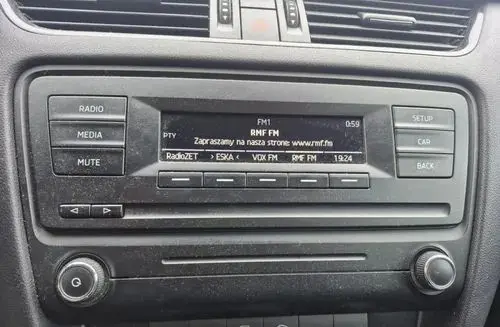 RADIO
MEDIA
MUTE
FM1
0:59
PTY
RMF FM
Zapraszamy na nasza strone: www.rmf.fm
RadioZET > ESKA < VOX FM RMF FM 19:24
SETUP
CAR
BACK